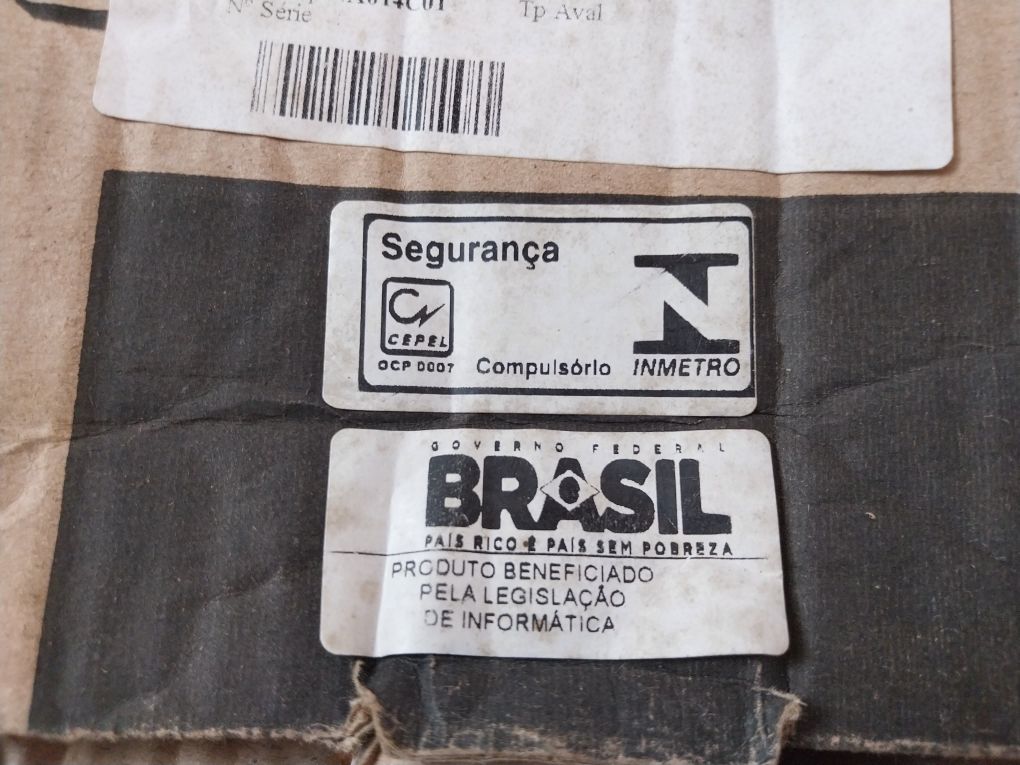 Nº Série
Tp Aval
Segurança
CEPEL
OCP 0007
Compulsório
INMETRO
GOVERNO FEDERAL
BRASIL
PAÍS RICO É PAÍS SEM POBREZA
PRODUTO BENEFICIADO
PELA LEGISLAÇÃO
DE INFORMÁTICA